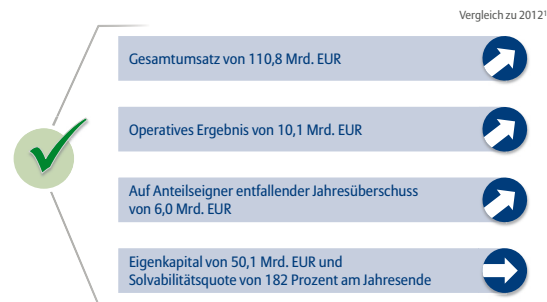 Vergleich zu 2012¹
Gesamtumsatz von 110,8 Mrd. EUR
Operatives Ergebnis von 10,1 Mrd. EUR
Auf Anteilseigner entfallender Jahresüberschuss
von 6,0 Mrd. EUR
Eigenkapital von 50,1 Mrd. EUR und
Solvabilitätsquote von 182 Prozent am Jahresende